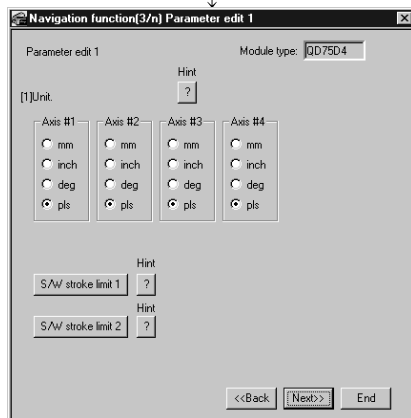 Navigation function(3/n) Parameter edit 1
Parameter edit 1 Module type: QD75D4
Hint
[1]Unit. ?
Axis #1 Axis #2 Axis #3 Axis #4
mm mm mm mm
inch inch inch inch
deg deg deg deg
pls pls pls pls
Hint
S/W stroke limit 1 ?
Hint
S/W stroke limit 2 ?
<<Back Next>> End